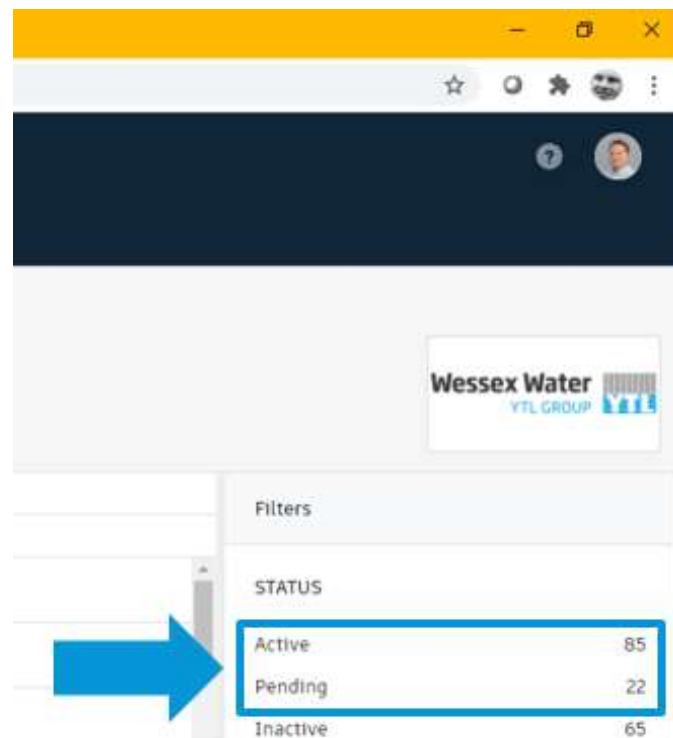 ?
Wessex Water
YTL GROUP YTL
Filters
STATUS
Active 85
Pending 22
Inactive 65